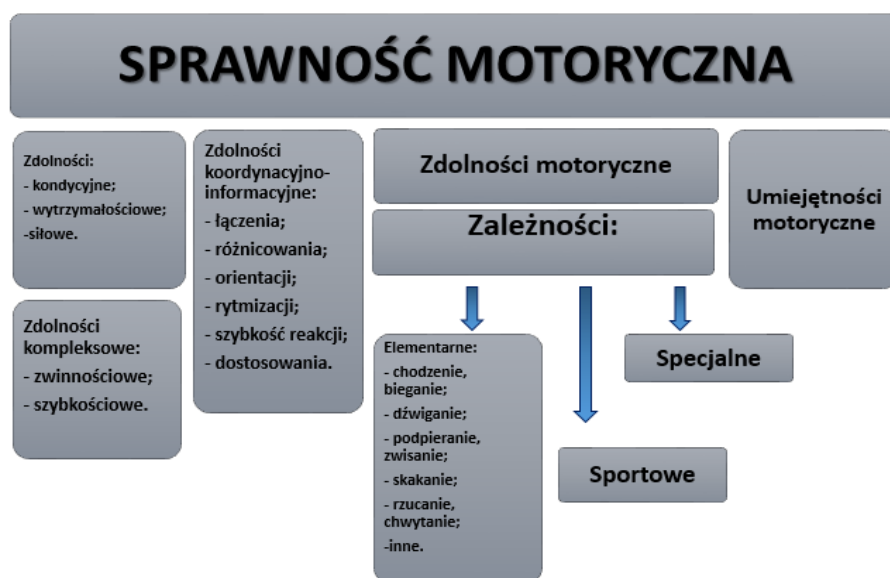 SPRAWNOŚĆ MOTORYCZNA
Zdolności:
- kondycyjne;
- wytrzymałościowe;
-siłowe.
Zdolności
kompleksowe:
- zwinnościowe;
- szybkościowe.
Zdolności
koordynacyjno-
informacyjne:
- łączenia;
- różnicowania;
- orientacji;
- rytmizacji;
- szybkość reakcji;
- dostosowania.
Zdolności motoryczne
Zależności:
Elementarne:
- chodzenie,
bieganie;
- dźwiganie;
- podpieranie,
zwisanie;
- skakanie;
- rzucanie,
chwytanie;
-inne.
Sportowe
Specjalne
Umiejętności
motoryczne